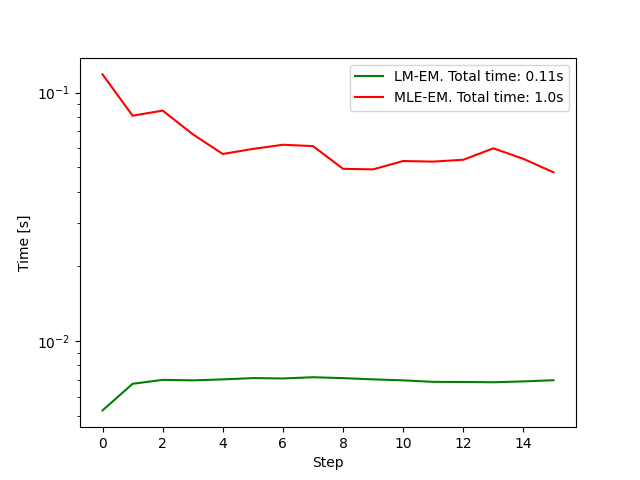 LM-EM. Total time: 0.11s
MLE-EM. Total time: 1.0s
10⁻¹
10⁻²
Time [s]
0 2 4 6 8 10 12 14
Step